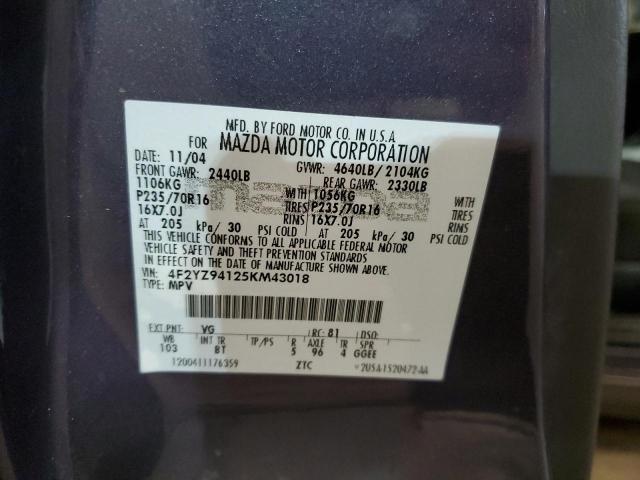 MFD. BY FORD MOTOR CO. IN U.S.A.
FOR MAZDA MOTOR CORPORATION
DATE: 11/04 GVWR: 4640LB/ 2104KG
FRONT GAWR: 2440LB REAR GAWR: 2330LB
1106KG WITH 1056KG WITH
P235/70R16 TIRES P235/70R16 TIRES
16X7.0J RIMS 16X7.0J RIMS
AT 205 kPa/ 30 PSI COLD AT 205 kPa/ 30 PSI COLD
THIS VEHICLE CONFORMS TO ALL APPLICABLE FEDERAL MOTOR
VEHICLE SAFETY AND THEFT PREVENTION STANDARDS
IN EFFECT ON THE DATE OF MANUFACTURE SHOWN ABOVE.
VIN: 4F2YZ94125KM43018
TYPE: MPV
EXT PNT: VG RC: 81 DSO:
WB INT TR TP/PS R AXLE TR SPR
103 BT 5 96 4 GGEE
1200411176359 ZTC